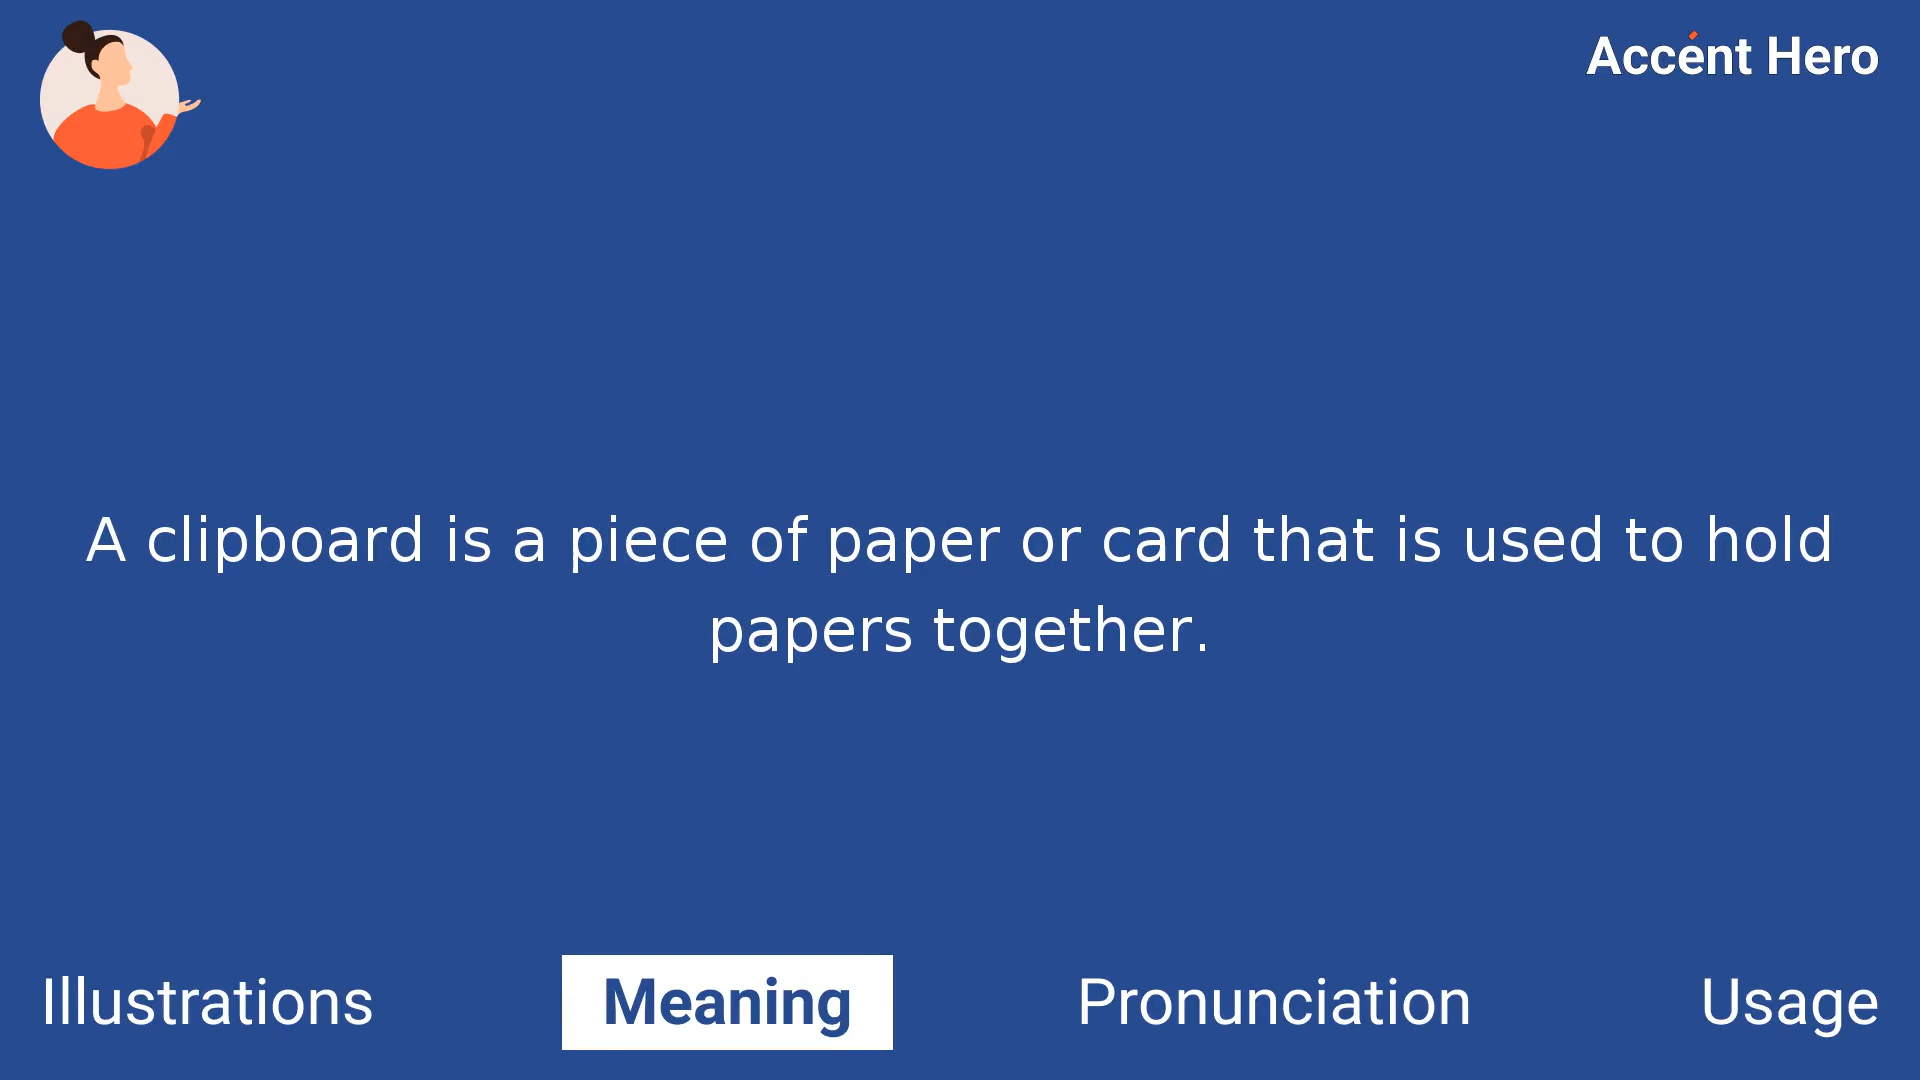 Accént Hero
A clipboard is a piece of paper or card that is used to hold
papers together.
Illustrations Meaning Pronunciation Usage